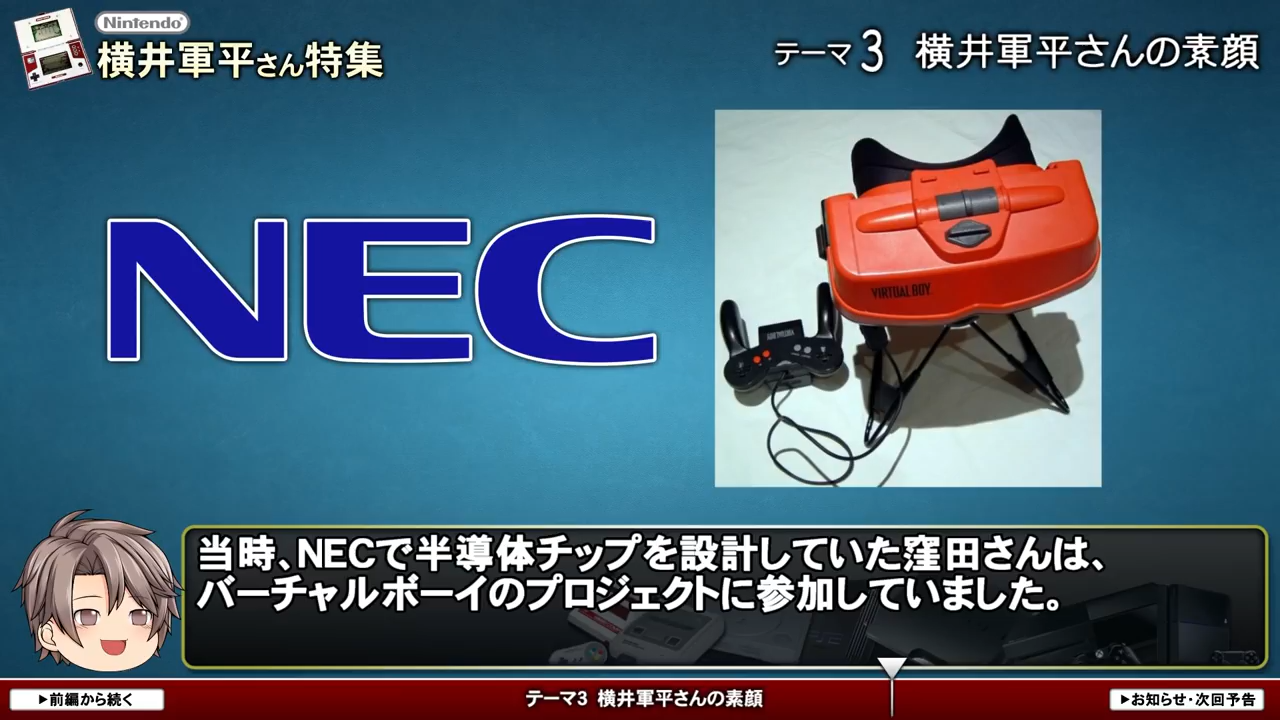 Nintendo
横井軍平さん特集
テーマ3 横井軍平さんの素顔
NEC
VIRTUAL BOY
VIRTUAL BOY
当時、NECで半導体チップを設計していた窪田さんは、
バーチャルボーイのプロジェクトに参加していました。
▶前編から続く
テーマ3 横井軍平さんの素顔
▶お知らせ・次回予告